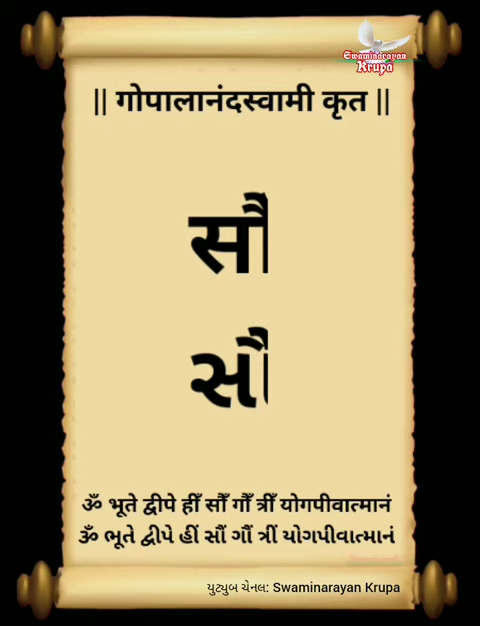 Swaminarayan
Krupa
|| गोपालानंदस्वामी कृत ||
सौ
સૌ
ॐ भूते द्वीपे हीँ सौँ गौँ त्रीँ योगपीवात्मानं
ૐ ભૂતે દ્વીપે હીં સૌં ગૌં ત્રીં યોગપીવાત્માનં
યુટ્યુબ ચેનલ: Swaminarayan Krupa